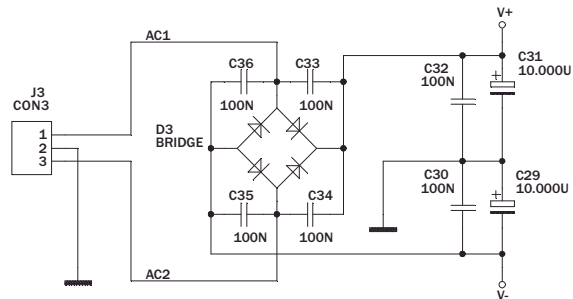 V+
AC1
C36
C33
C32
100N
C31
10.000U
+
J3
CON3
100N
100N
1
2
3
D3
BRIDGE
C35
C34
C30
100N
C29
10.000U
+
100N
100N
AC2
V-